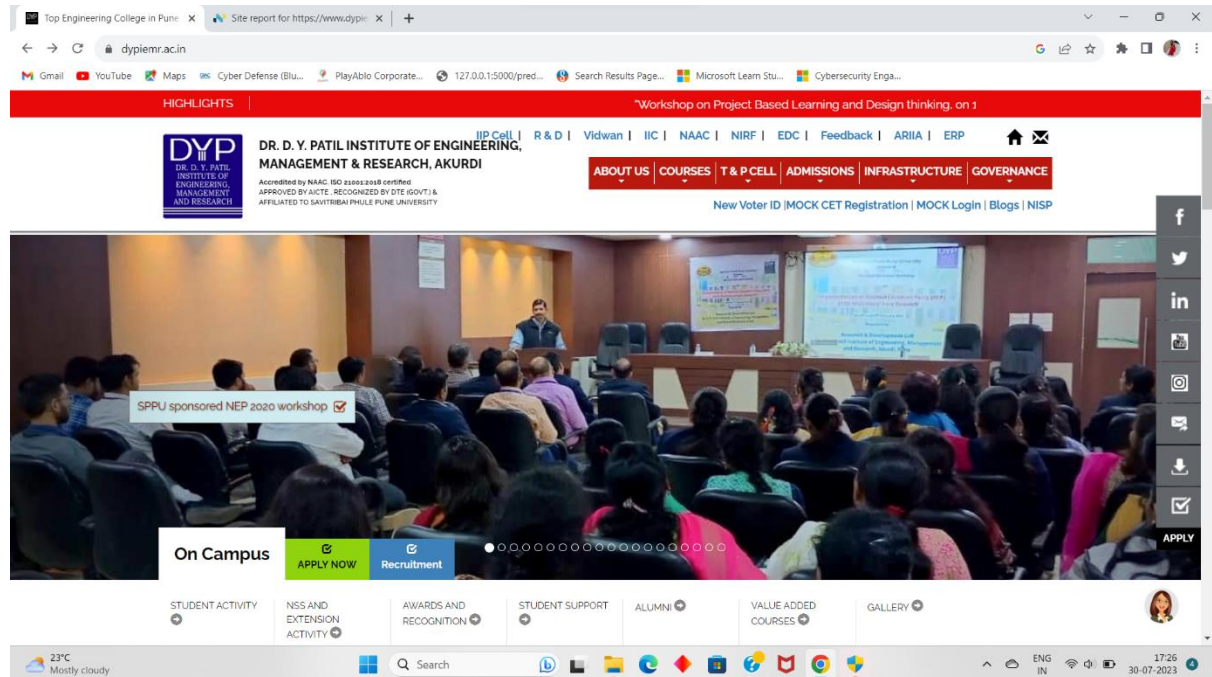 Top Engineering College in Pune
Site report for https://www.dypie
dypiemr.ac.in
G
Gmail YouTube Maps Cyber Defense (Blu... PlayAblo Corporate... 127.0.0.1:5000/pred... Search Results Page... Microsoft Learn Stu... Cybersecurity Enga...
HIGHLIGHTS "Workshop on Project Based Learning and Design thinking. on 1
IIP Cell | R & D | Vidwan | IIC | NAAC | NIRF | EDC | Feedback | ARIIA | ERP
DYP
DR. D. Y. PATIL
INSTITUTE OF
ENGINEERING,
MANAGEMENT
AND RESEARCH
DR. D. Y. PATIL INSTITUTE OF ENGINEERING,
MANAGEMENT & RESEARCH, AKURDI
Accredited by NAAC. ISO 21001:2018 certified
APPROVED BY AICTE , RECOGNIZED BY DTE (GOVT.) &
AFFILIATED TO SAVITRIBAI PHULE PUNE UNIVERSITY
ABOUT US COURSES T & P CELL ADMISSIONS INFRASTRUCTURE GOVERNANCE
New Voter ID |MOCK CET Registration | MOCK Login | Blogs | NISP
SPPU sponsored NEP 2020 workshop
APPLY
On Campus
APPLY NOW
Recruitment
STUDENT ACTIVITY
NSS AND
EXTENSION
ACTIVITY
AWARDS AND
RECOGNITION
STUDENT SUPPORT
ALUMNI
VALUE ADDED
COURSES
GALLERY
23°C
Mostly cloudy
Search
ENG
IN
17:26
30-07-2023
4